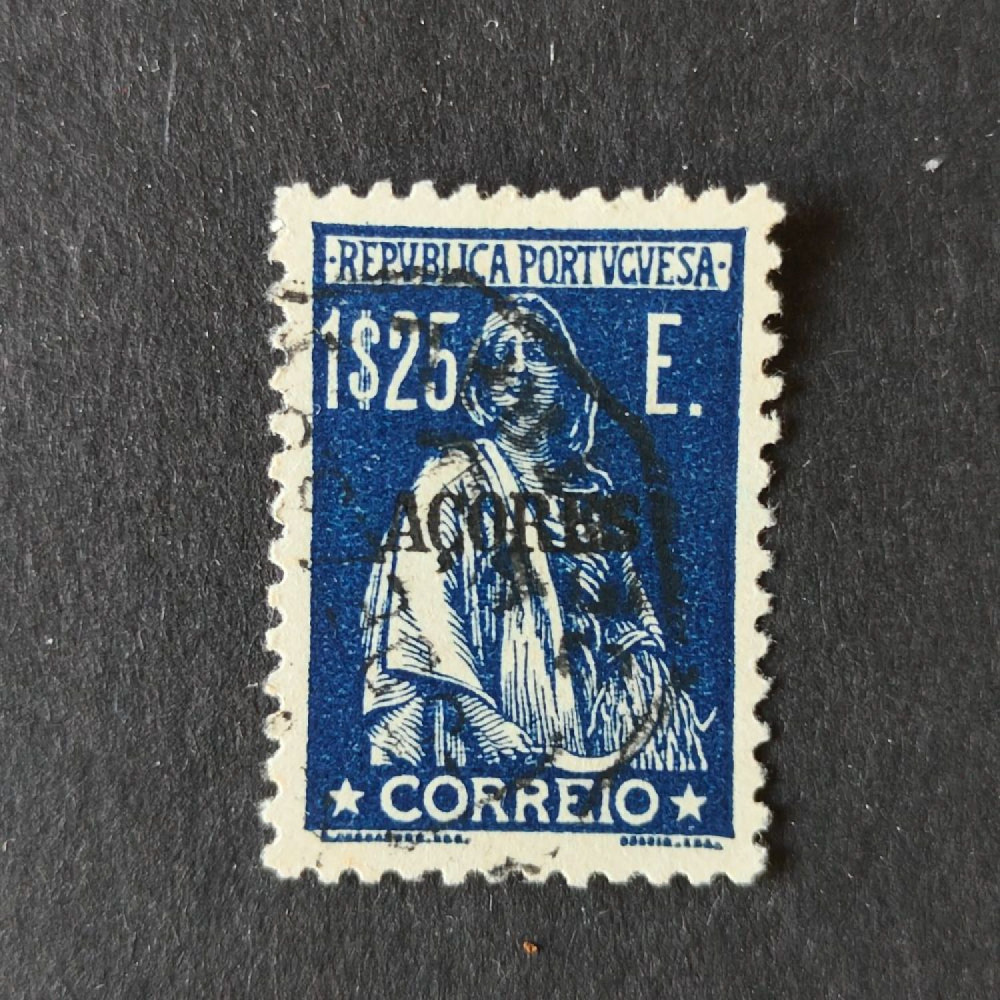 ·REPVBLICA PORTVGVESA·
1$25 E.
AÇORES
★ CORREIO ★